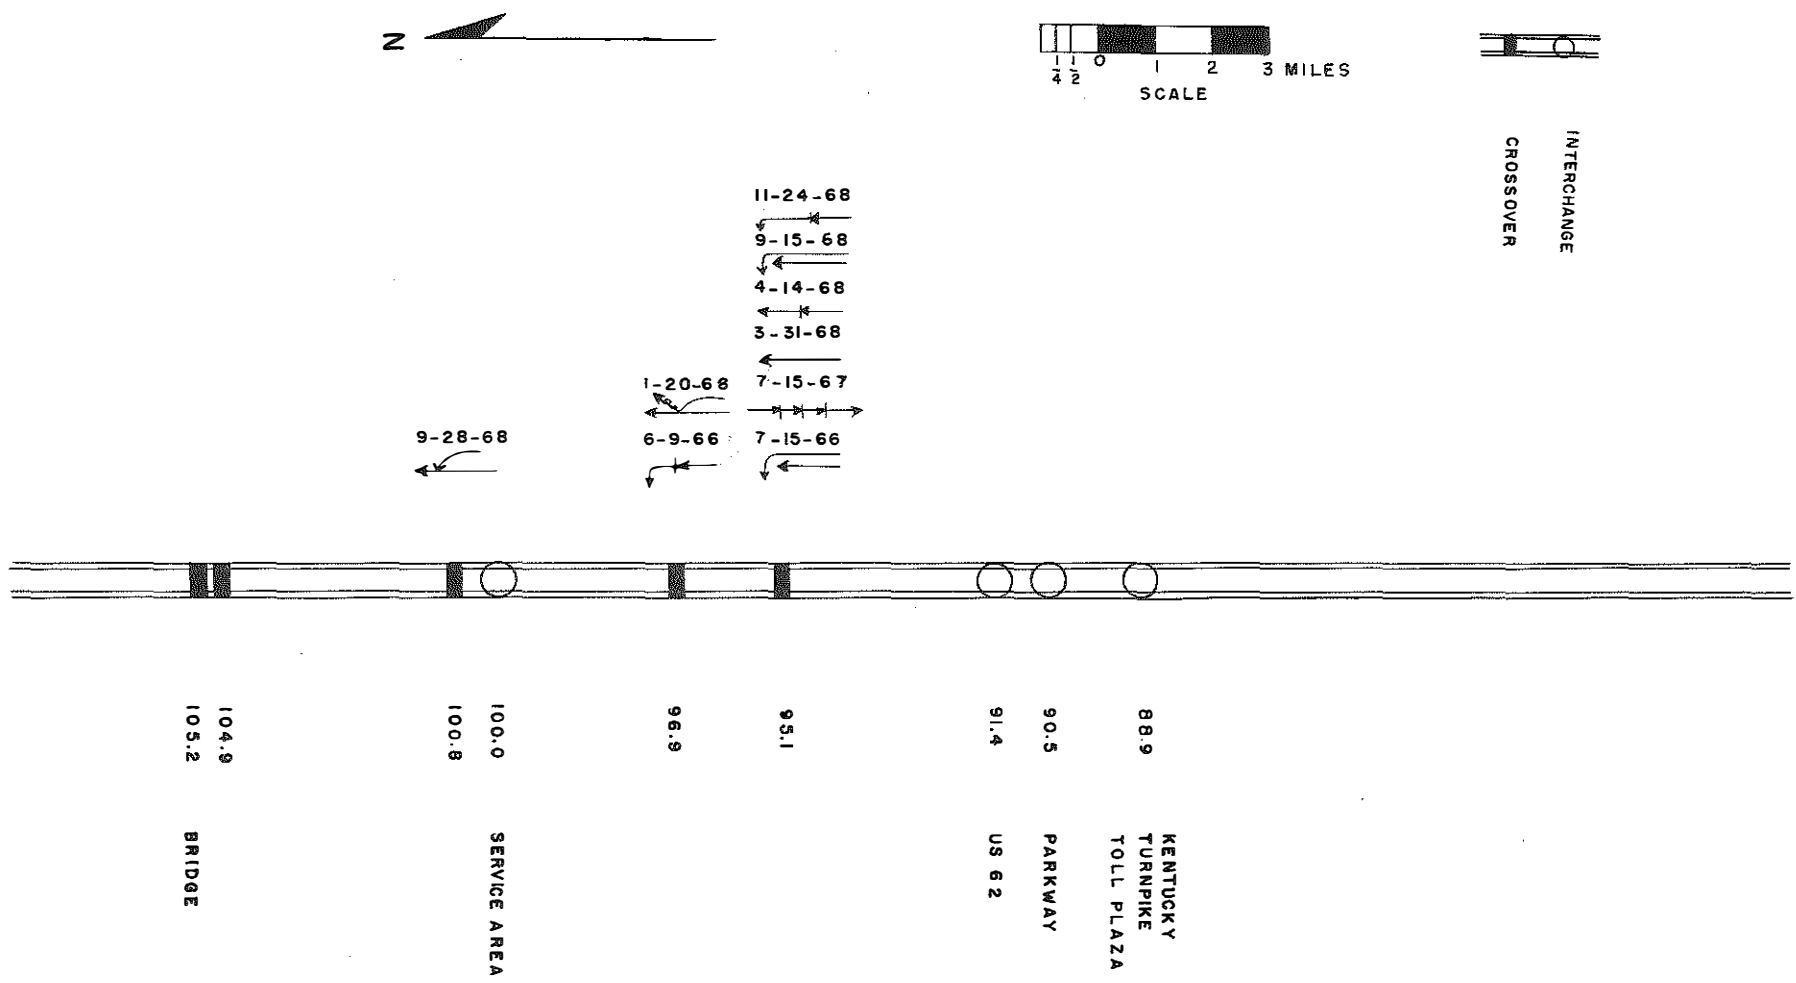 N
0 1 2 3 MILES
1/4 1/2
SCALE
CROSSOVER
INTERCHANGE
11-24-68
9-15-68
4-14-68
3-31-68
1-20-68
7-15-67
9-28-68
6-9-66
7-15-66
105.2
104.9
100.8
100.0
96.9
95.1
91.4
90.5
88.9
BRIDGE
SERVICE AREA
US 62
PARKWAY
KENTUCKY
TURNPIKE
TOLL PLAZA